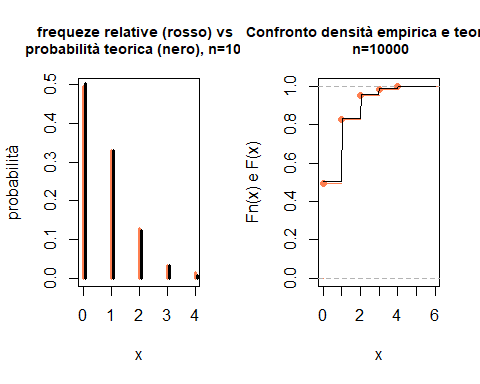 frequeze relative (rosso) vs
probabilità teorica (nero), n=10
probabilità
0.0
0.1
0.2
0.3
0.4
0.5
0
1
2
3
4
x
Confronto densità empirica e teor
n=10000
Fn(x) e F(x)
0.0
0.2
0.4
0.6
0.8
1.0
0
2
4
6
x